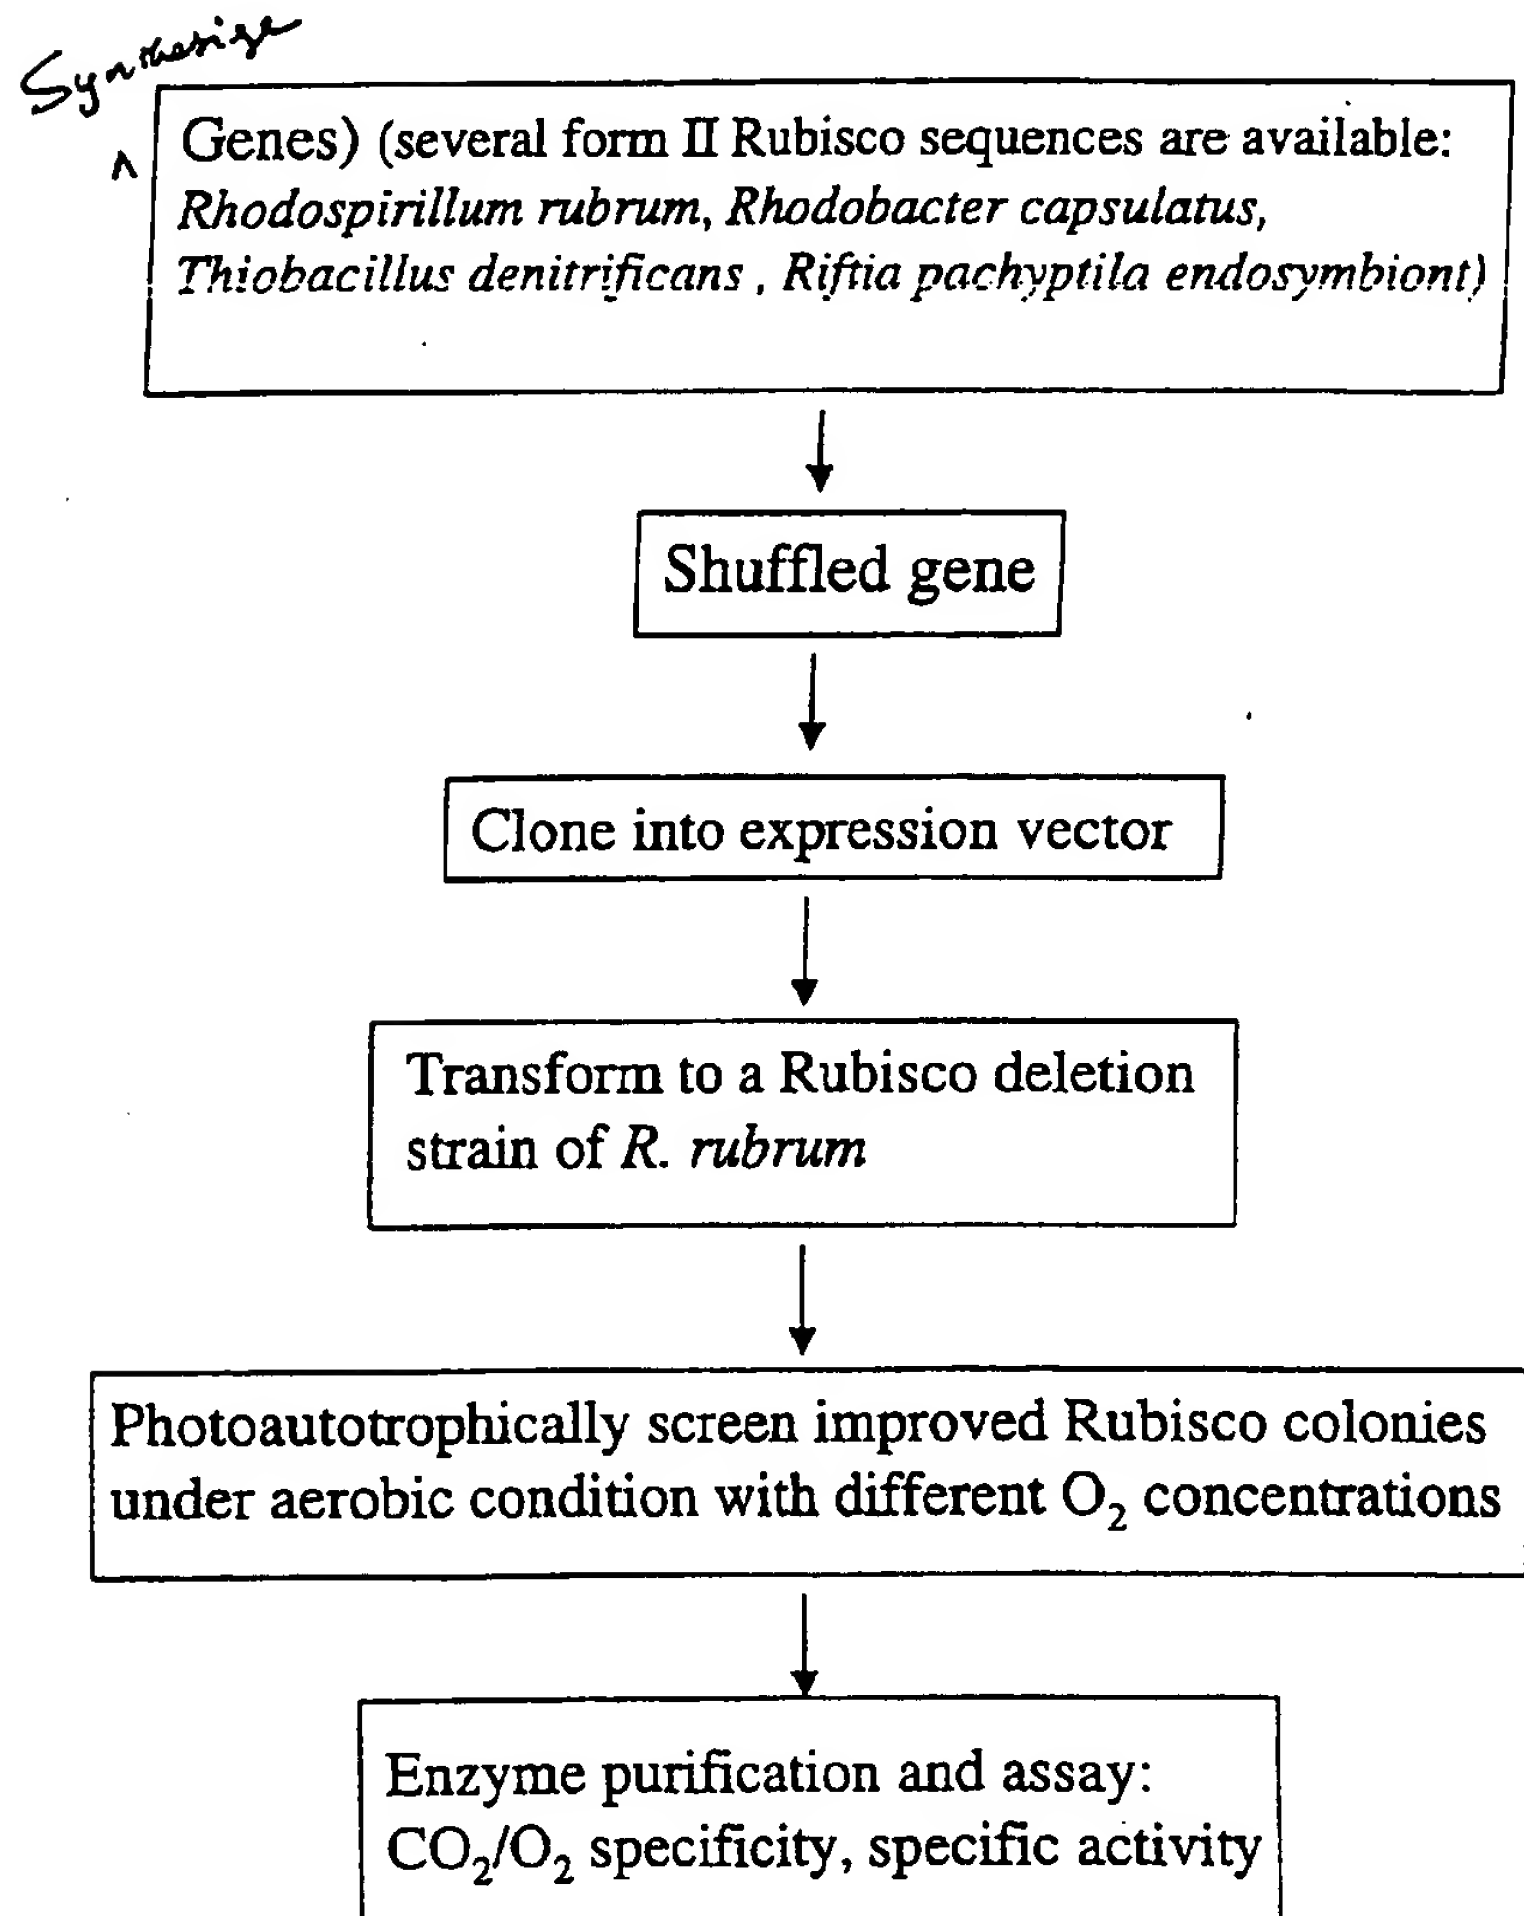 Synthesize
^
Genes) (several form II Rubisco sequences are available:
Rhodospirillum rubrum, Rhodobacter capsulatus,
Thiobacillus denitrificans , Riftia pachyptila endosymbiont)
Shuffled gene
Clone into expression vector
Transform to a Rubisco deletion
strain of R. rubrum
Photoautotrophically screen improved Rubisco colonies
under aerobic condition with different O₂ concentrations
Enzyme purification and assay:
CO₂/O₂ specificity, specific activity